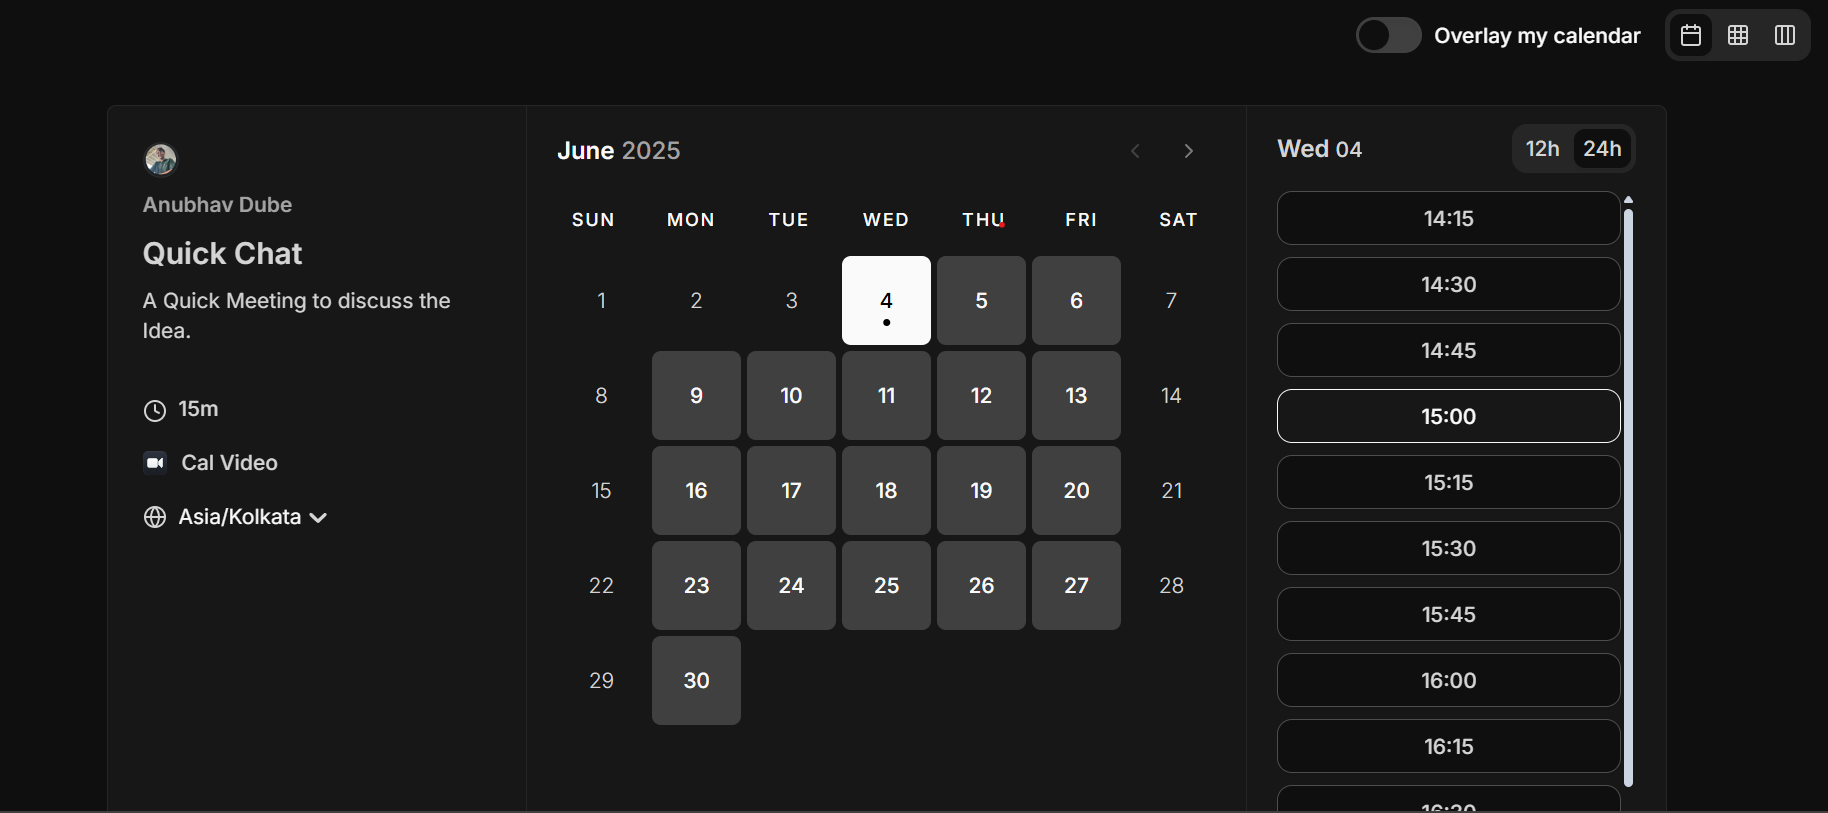 Overlay my calendar
Anubhav Dube
Quick Chat
A Quick Meeting to discuss the
Idea.
15m
Cal Video
Asia/Kolkata
June 2025
SUN MON TUE WED THU FRI SAT
1 2 3 4 5 6 7
8 9 10 11 12 13 14
15 16 17 18 19 20 21
22 23 24 25 26 27 28
29 30
Wed 04
12h 24h
14:15
14:30
14:45
15:00
15:15
15:30
15:45
16:00
16:15
16:30